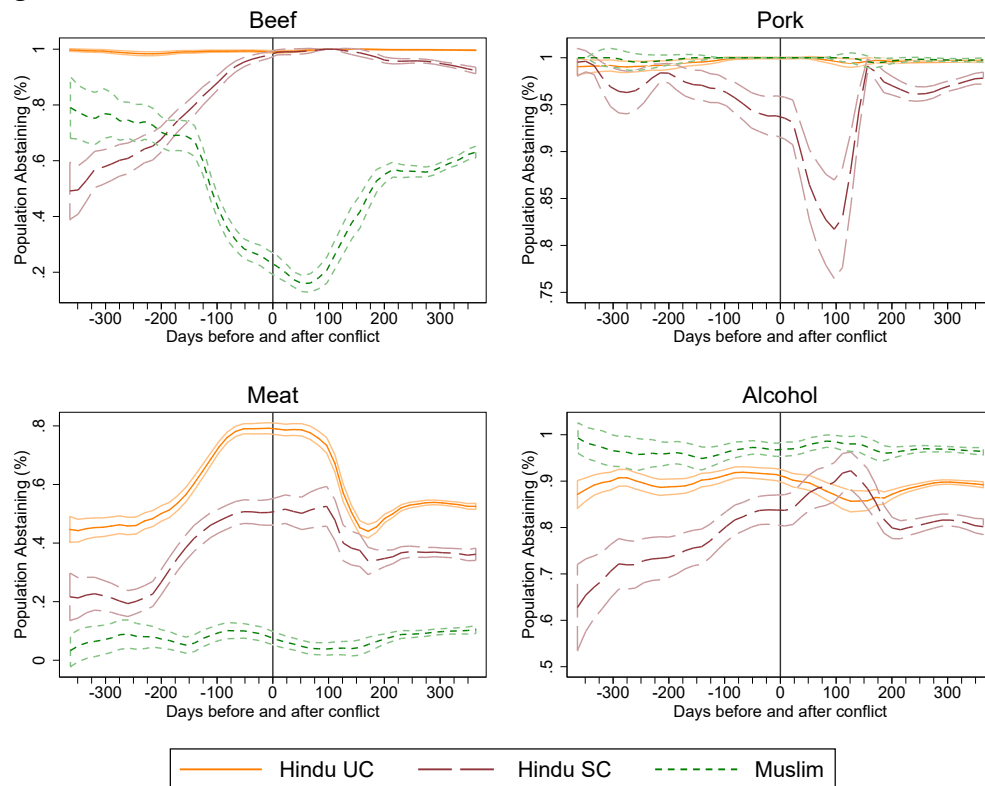 Beef
Population Abstaining (%)
1
.8
.6
.4
.2
-300 -200 -100 0 100 200 300
Days before and after conflict
Pork
Population Abstaining (%)
1
.95
.9
.85
.8
.75
-300 -200 -100 0 100 200 300
Days before and after conflict
Meat
Population Abstaining (%)
.8
.6
.4
.2
0
-300 -200 -100 0 100 200 300
Days before and after conflict
Alcohol
Population Abstaining (%)
1
.9
.8
.7
.6
.5
-300 -200 -100 0 100 200 300
Days before and after conflict
Hindu UC Hindu SC Muslim